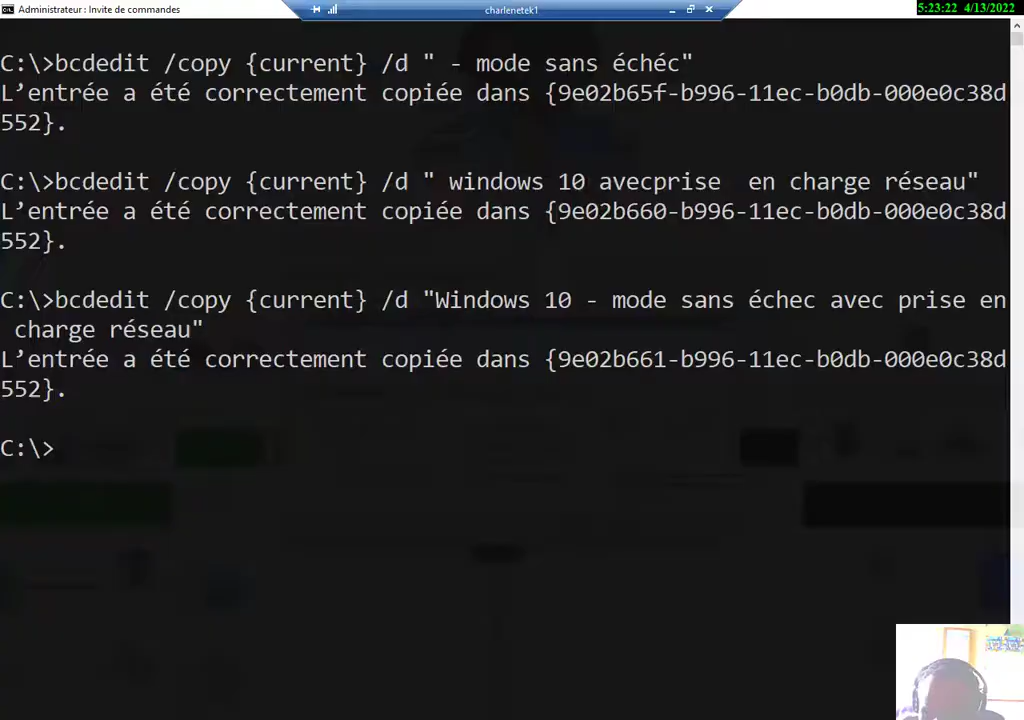 Administrateur : Invite de commandes
charlenetek1
5:23:22 4/13/2022
C:\>bcdedit /copy {current} /d " - mode sans échéc"
L’entrée a été correctement copiée dans {9e02b65f-b996-11ec-b0db-000e0c38d
552}.
C:\>bcdedit /copy {current} /d " windows 10 avecprise  en charge réseau"
L’entrée a été correctement copiée dans {9e02b660-b996-11ec-b0db-000e0c38d
552}.
C:\>bcdedit /copy {current} /d "Windows 10 - mode sans échec avec prise en
 charge réseau"
L’entrée a été correctement copiée dans {9e02b661-b996-11ec-b0db-000e0c38d
552}.
C:\>